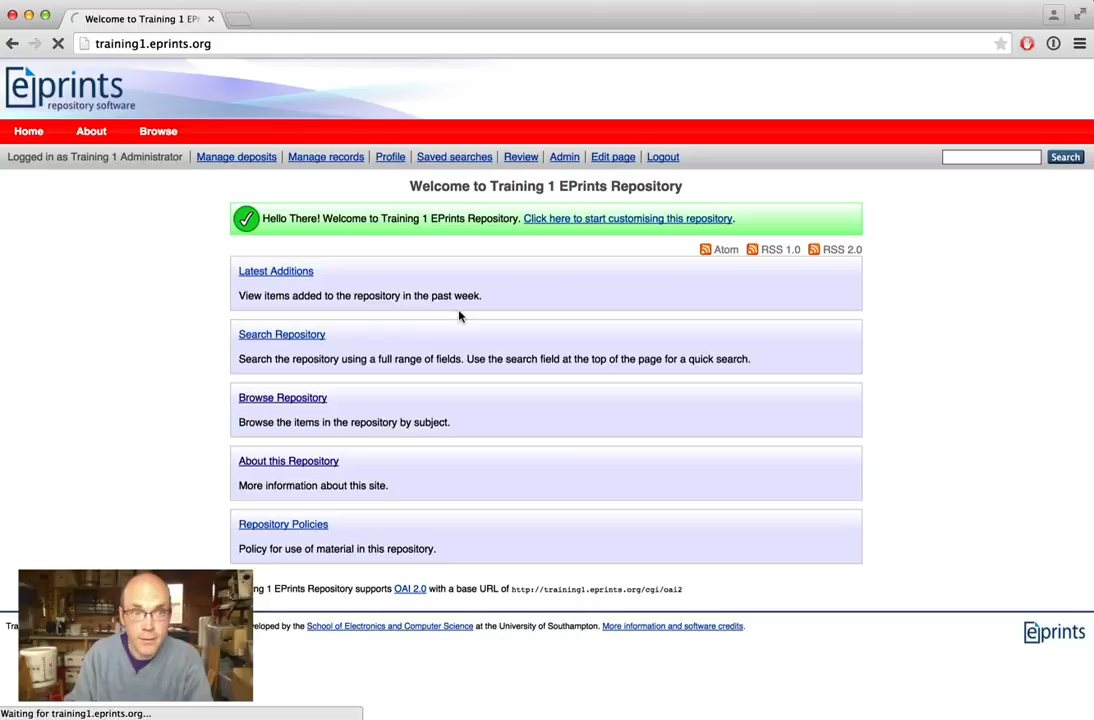 Welcome to Training 1 EPr
training1.eprints.org
eprints
repository software
Home About Browse
Logged in as Training 1 Administrator Manage deposits Manage records Profile Saved searches Review Admin Edit page Logout Search
Welcome to Training 1 EPrints Repository
Hello There! Welcome to Training 1 EPrints Repository. Click here to start customising this repository.
Atom RSS 1.0 RSS 2.0
Latest Additions
View items added to the repository in the past week.
Search Repository
Search the repository using a full range of fields. Use the search field at the top of the page for a quick search.
Browse Repository
Browse the items in the repository by subject.
About this Repository
More information about this site.
Repository Policies
Policy for use of material in this repository.
ng 1 EPrints Repository supports OAI 2.0 with a base URL of http://training1.eprints.org/cgi/oai2
Tra eveloped by the School of Electronics and Computer Science at the University of Southampton. More information and software credits.
eprints
Waiting for training1.eprints.org...